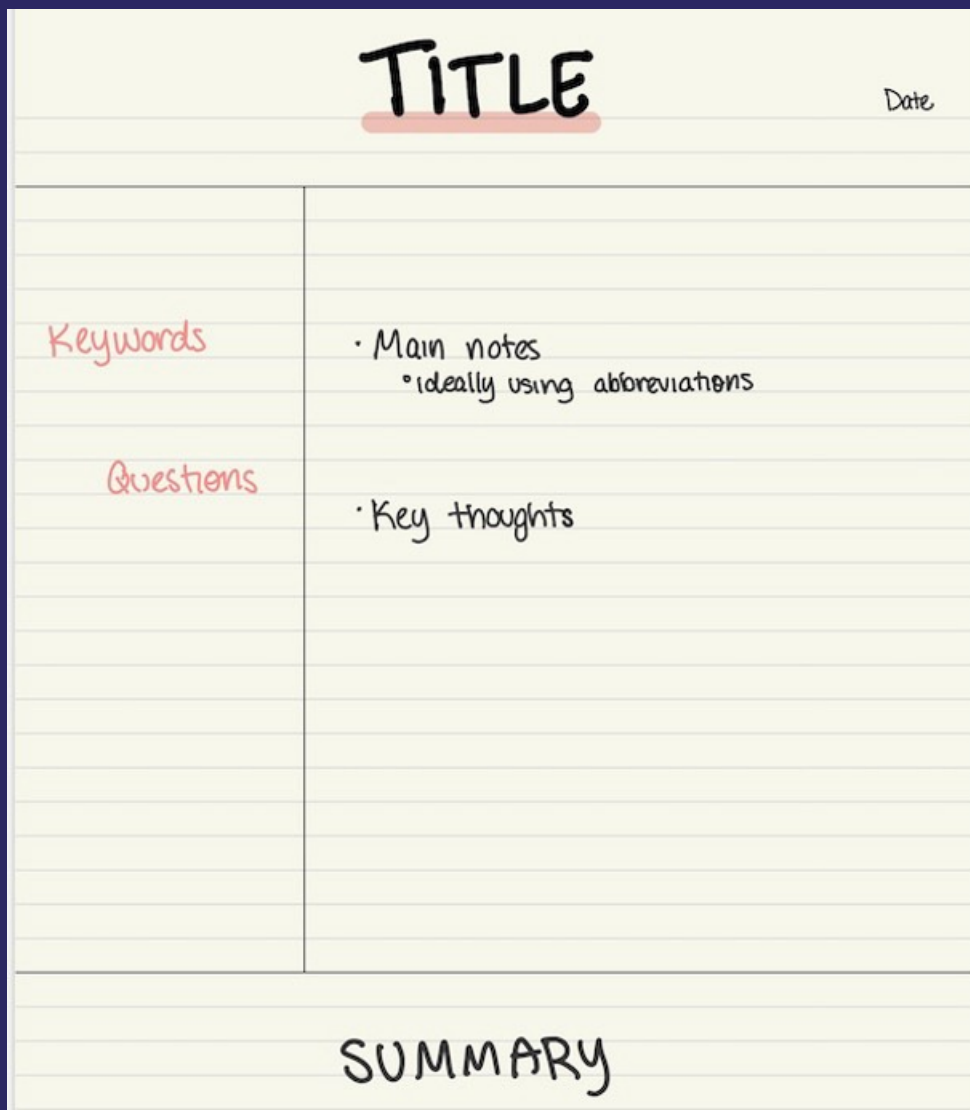 TITLE
Date
Keywords
· Main notes
° ideally using abbreviations
Questions
· Key thoughts
SUMMARY